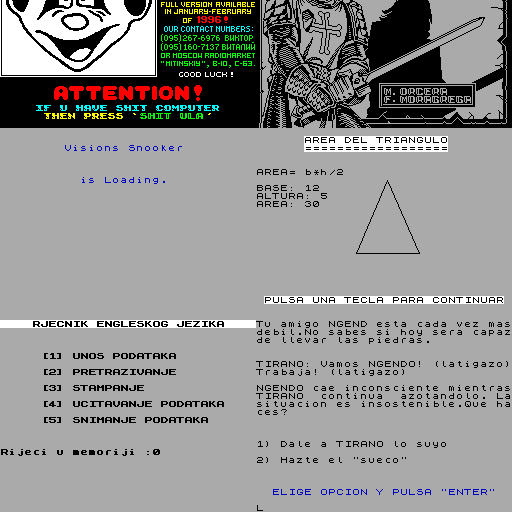 FULL VERSION AVAILABLE
IN JANUARY-FEBRUARY
OF 1996!
OUR CONTACT NUMBERS:
(095)267-6976 ВИКТОР
(095)160-7137 ВИТАЛИЙ
OR MOSCOW RADIOMARKET
"MITINSKIY", B-10, C-63.
GOOD LUCK!
ATTENTION!
IF U HAVE SHIT COMPUTER
THEN PRESS 'SHIT ULA'
M. ORCERA
F. MORAGREGA
Visions Snooker
is Loading.
AREA DEL TRIANGULO
==================
AREA= b*h/2
BASE: 12
ALTURA: 5
AREA: 30
PULSA UNA TECLA PARA CONTINUAR
RJECNIK ENGLESKOG JEZIKA
[1] UNOS PODATAKA
[2] PRETRAZIVANJE
[3] STAMPANJE
[4] UCITAVANJE PODATAKA
[5] SNIMANJE PODATAKA
Rijeci u memoriji :0
Tu amigo NGEND esta cada vez mas
debil.No sabes si hoy sera capaz
de llevar las piedras.
TIRANO: Vamos NGENDO! (latigazo)
Trabaja! (latigazo)
NGENDO cae inconsciente mientras
TIRANO continua azotandolo. La
situacion es insostenible.Que ha
ces?
1) Dale a TIRANO lo suyo
2) Hazte el "sueco"
ELIGE OPCION Y PULSA "ENTER"
L